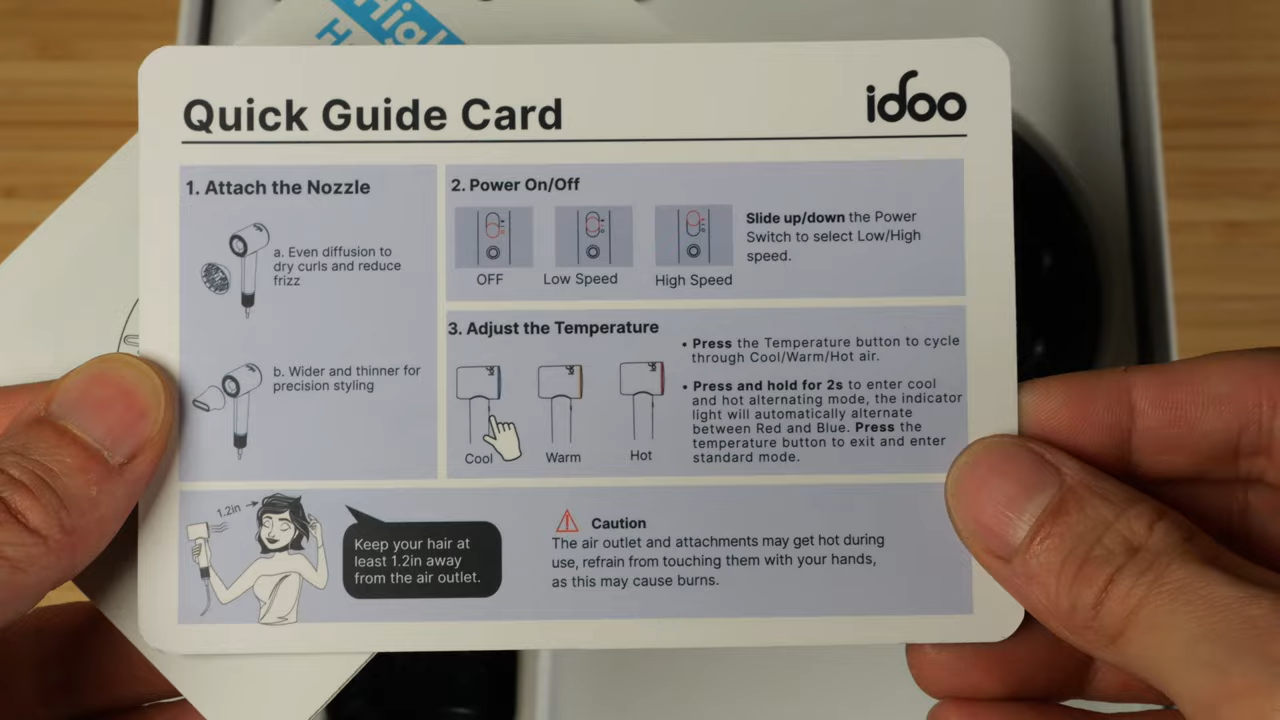 High
H
Quick Guide Card
idoo
1. Attach the Nozzle
a. Even diffusion to
dry curls and reduce
frizz
b. Wider and thinner for
precision styling
2. Power On/Off
OFF
Low Speed
High Speed
Slide up/down the Power
Switch to select Low/High
speed.
3. Adjust the Temperature
Cool
Warm
Hot
• Press the Temperature button to cycle
through Cool/Warm/Hot air.
• Press and hold for 2s to enter cool
and hot alternating mode, the indicator
light will automatically alternate
between Red and Blue. Press the
temperature button to exit and enter
standard mode.
1.2in
Keep your hair at
least 1.2in away
from the air outlet.
Caution
The air outlet and attachments may get hot during
use, refrain from touching them with your hands,
as this may cause burns.